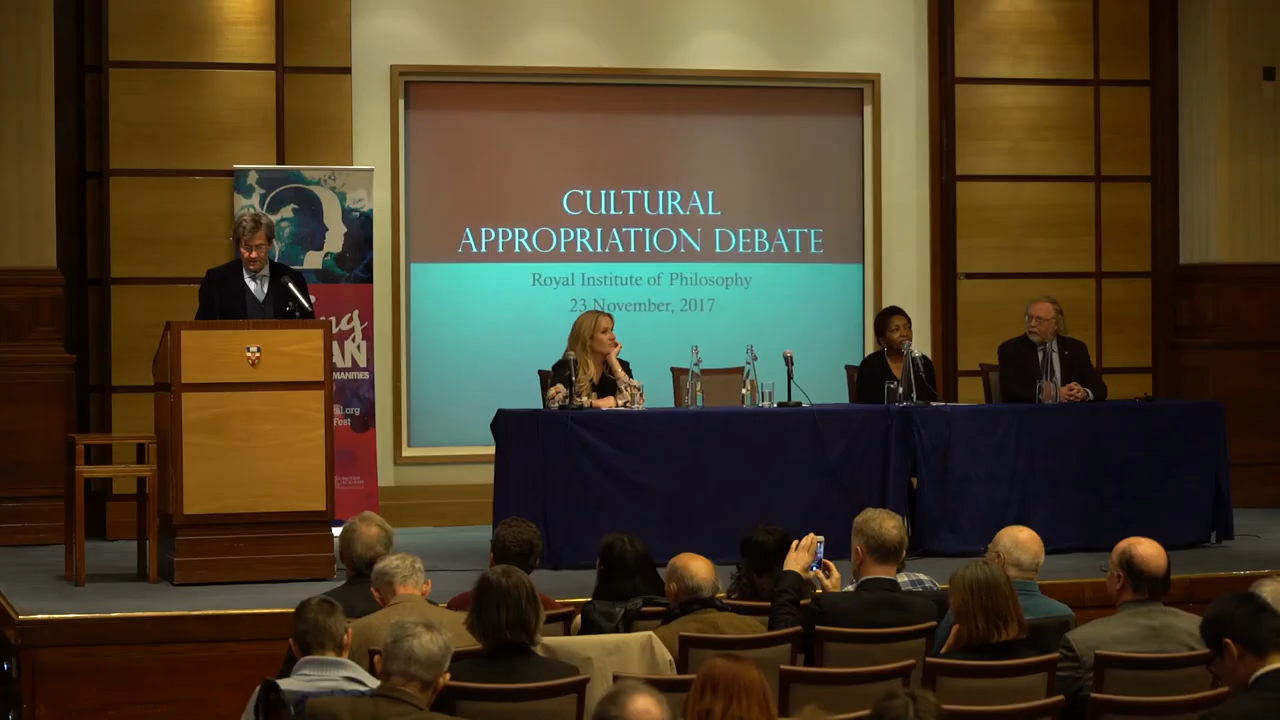 CULTURAL
APPROPRIATION DEBATE
Royal Institute of Philosophy
23 November, 2017